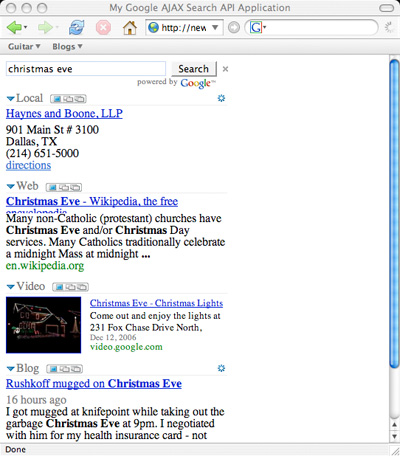 My Google AJAX Search API Application
http://new
G
Guitar Blogs
christmas eve Search
powered by Google™
Local
Haynes and Boone, LLP
901 Main St # 3100
Dallas, TX
(214) 651-5000
directions
Web
Christmas Eve - Wikipedia, the free
encyclopedia
Many non-Catholic (protestant) churches have
Christmas Eve and/or Christmas Day
services. Many Catholics traditionally celebrate
a midnight Mass at midnight ...
en.wikipedia.org
Video
Christmas Eve - Christmas Lights
Come out and enjoy the lights at
231 Fox Chase Drive North,
Dec 12, 2006
video.google.com
Blog
Rushkoff mugged on Christmas Eve
16 hours ago
I got mugged at knifepoint while taking out the
garbage Christmas Eve at 9pm. I negotiated
with him for my health insurance card - not
Done